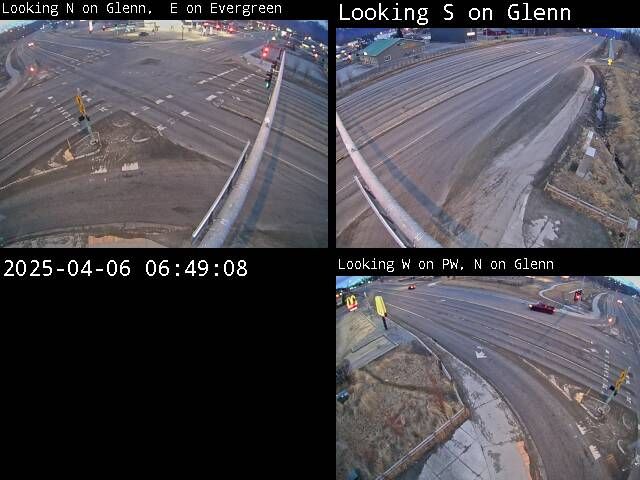 Looking N on Glenn, E on Evergreen
Looking S on Glenn
2025-04-06 06:49:08
Looking W on PW, N on Glenn